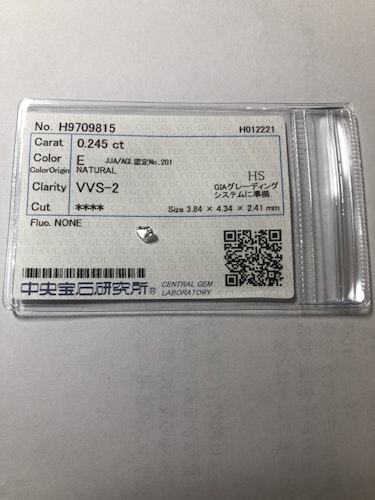 No. H9709815
H012221
Carat 0.245 ct
Color E JJA/AGL認定No.201
ColorOrigin NATURAL
HS
Clarity VVS-2
GIAグレーディング
システムに準拠
Cut ****
Size 3.84 × 4.34 × 2.41 mm
Fluo. NONE
中央宝石研究所®
CENTRAL GEM
LABORATORY